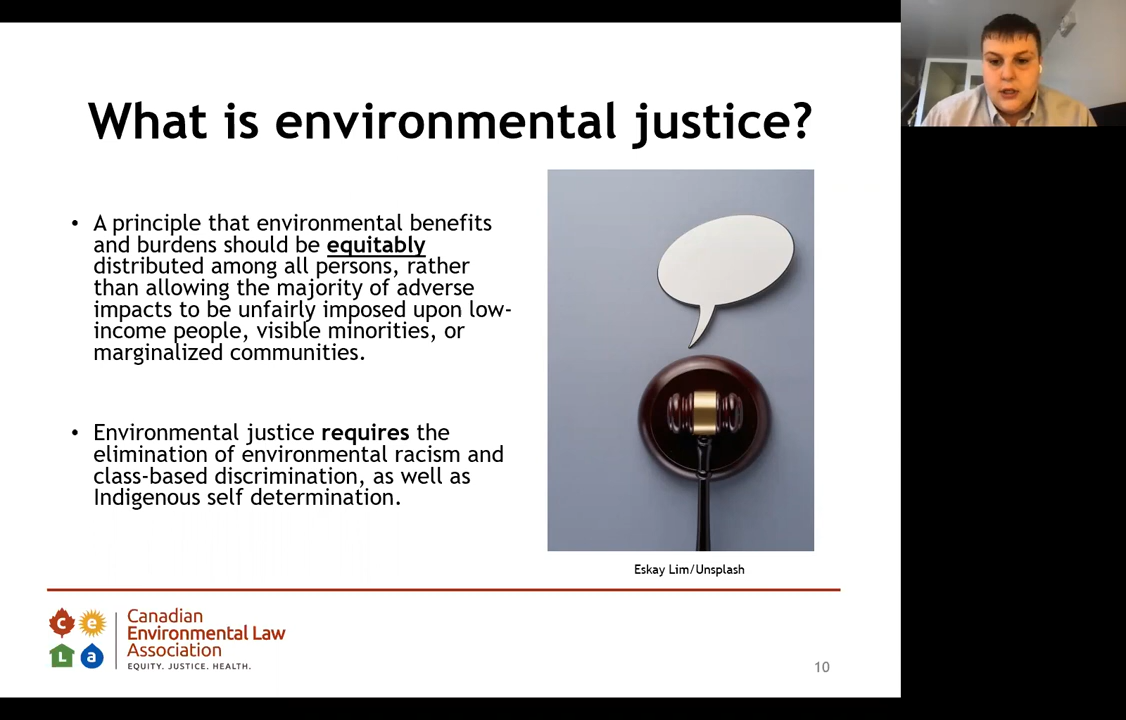 What is environmental justice?
• A principle that environmental benefits
and burdens should be equitably
distributed among all persons, rather
than allowing the majority of adverse
impacts to be unfairly imposed upon low-
income people, visible minorities, or
marginalized communities.
• Environmental justice requires the
elimination of environmental racism and
class-based discrimination, as well as
Indigenous self determination.
Eskay Lim/Unsplash
c e
L a
Canadian
Environmental Law
Association
EQUITY. JUSTICE. HEALTH.
10